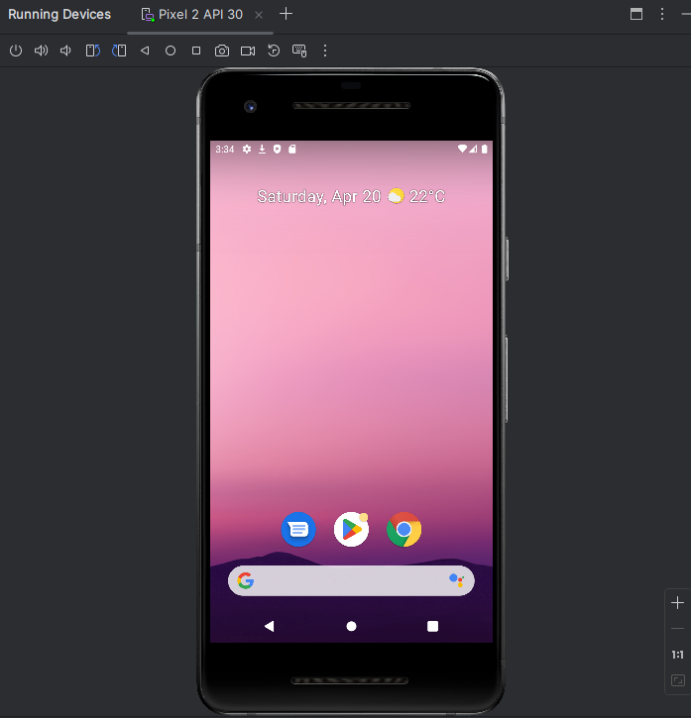 Running Devices
Pixel 2 API 30
3:34
Saturday, Apr 20 22°C
1:1